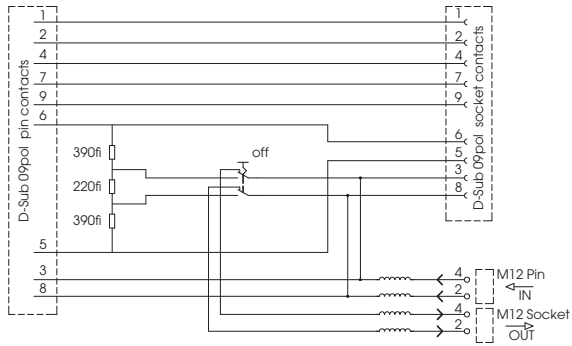 1 1
2 2
4 4
7 7
9 9
6 6
D-Sub 09pol pin contacts
D-Sub 09pol socket contacts
390fi off
220fi
390fi
5
3
8
5
3
8
4 M12 Pin
2 IN
4 M12 Socket
2 OUT